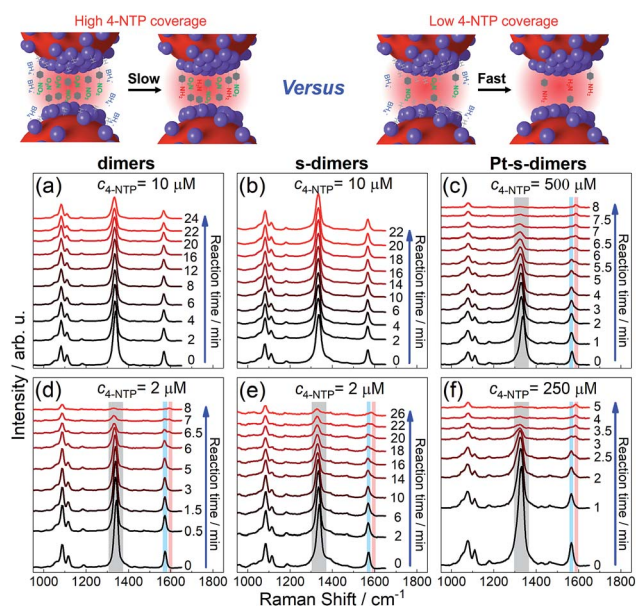 High 4-NTP coverage
Low 4-NTP coverage
Slow
Versus
Fast
dimers
s-dimers
Pt-s-dimers
(a) c4-NTP= 10 µM
24
22
20
16
12
8
6
4
2
0
Reaction time / min
(b) c4-NTP= 10 µM
22
20
18
16
14
10
6
4
2
0
Reaction time / min
(c) c4-NTP= 500 µM
8
7.5
7
6.5
6
5.5
5
4
3
2
1
0
Reaction time / min
Intensity / arb. u.
(d) c4-NTP= 2 µM
8
7
6.5
6
5
3
1.5
0.5
0
Reaction time / min
(e) c4-NTP= 2 µM
26
22
20
18
16
14
10
6
2
0
Reaction time / min
(f) c4-NTP= 250 µM
5
4
3.5
3
2.5
2
1
0
Reaction time / min
1000 1200 1400 1600
1000 1200 1400 1600
1000 1200 1400 1600
Raman Shift / cm-1